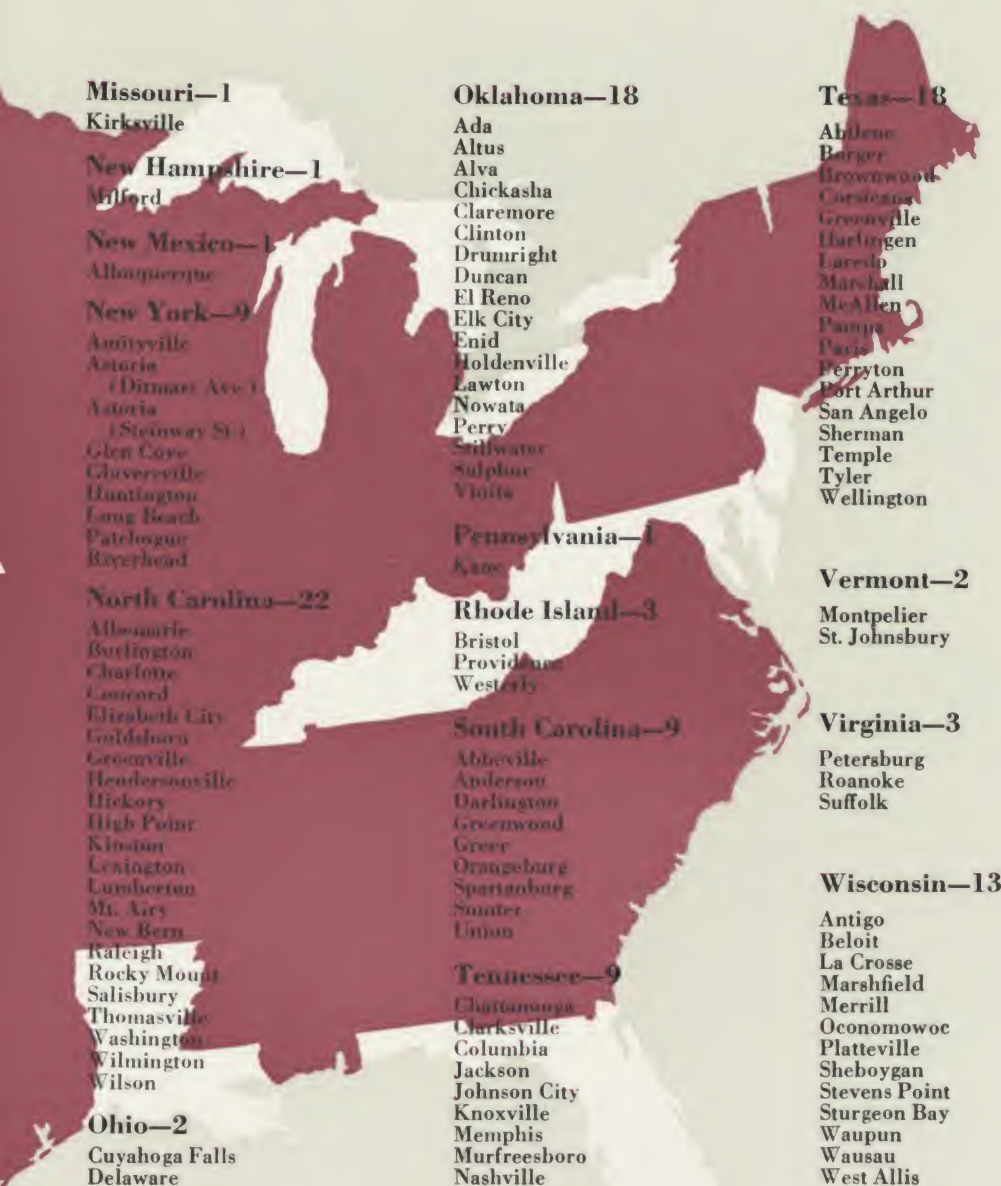 Missouri—1
Kirksville
New Hampshire—1
Milford
New Mexico—1
Albuquerque
New York—9
Amityville
Astoria
(Ditmars Ave.)
Astoria
(Steinway St.)
Glen Cove
Gloversville
Huntington
Long Beach
Patchogue
Riverhead
North Carolina—22
Albemarle
Burlington
Charlotte
Concord
Elizabeth City
Goldsboro
Greenville
Hendersonville
Hickory
High Point
Kinston
Lexington
Lumberton
Mt. Airy
New Bern
Raleigh
Rocky Mount
Salisbury
Thomasville
Washington
Wilmington
Wilson
Ohio—2
Cuyahoga Falls
Delaware
Oklahoma—18
Ada
Altus
Alva
Chickasha
Claremore
Clinton
Drumright
Duncan
El Reno
Elk City
Enid
Holdenville
Lawton
Nowata
Perry
Stillwater
Sulphur
Vinita
Pennsylvania—1
Kane
Rhode Island—3
Bristol
Providence
Westerly
South Carolina—9
Abbeville
Anderson
Darlington
Greenwood
Greer
Orangeburg
Spartanburg
Sumter
Union
Tennessee—9
Chattanooga
Clarksville
Columbia
Jackson
Johnson City
Knoxville
Memphis
Murfreesboro
Nashville
Texas—18
Abilene
Borger
Brownwood
Corsicana
Greenville
Harlingen
Laredo
Marshall
McAllen
Pampa
Paris
Perryton
Port Arthur
San Angelo
Sherman
Temple
Tyler
Wellington
Vermont—2
Montpelier
St. Johnsbury
Virginia—3
Petersburg
Roanoke
Suffolk
Wisconsin—13
Antigo
Beloit
La Crosse
Marshfield
Merrill
Oconomowoc
Platteville
Sheboygan
Stevens Point
Sturgeon Bay
Waupun
Wausau
West Allis